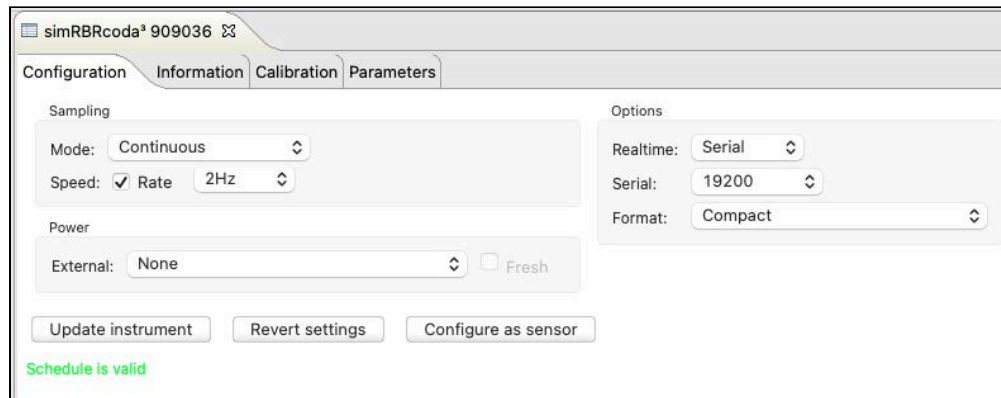 simRBRcoda³ 909036
Configuration Information Calibration Parameters
Sampling
Mode: Continuous
Speed: Rate 2Hz
Power
External: None Fresh
Options
Realtime: Serial
Serial: 19200
Format: Compact
Update instrument Revert settings Configure as sensor
Schedule is valid